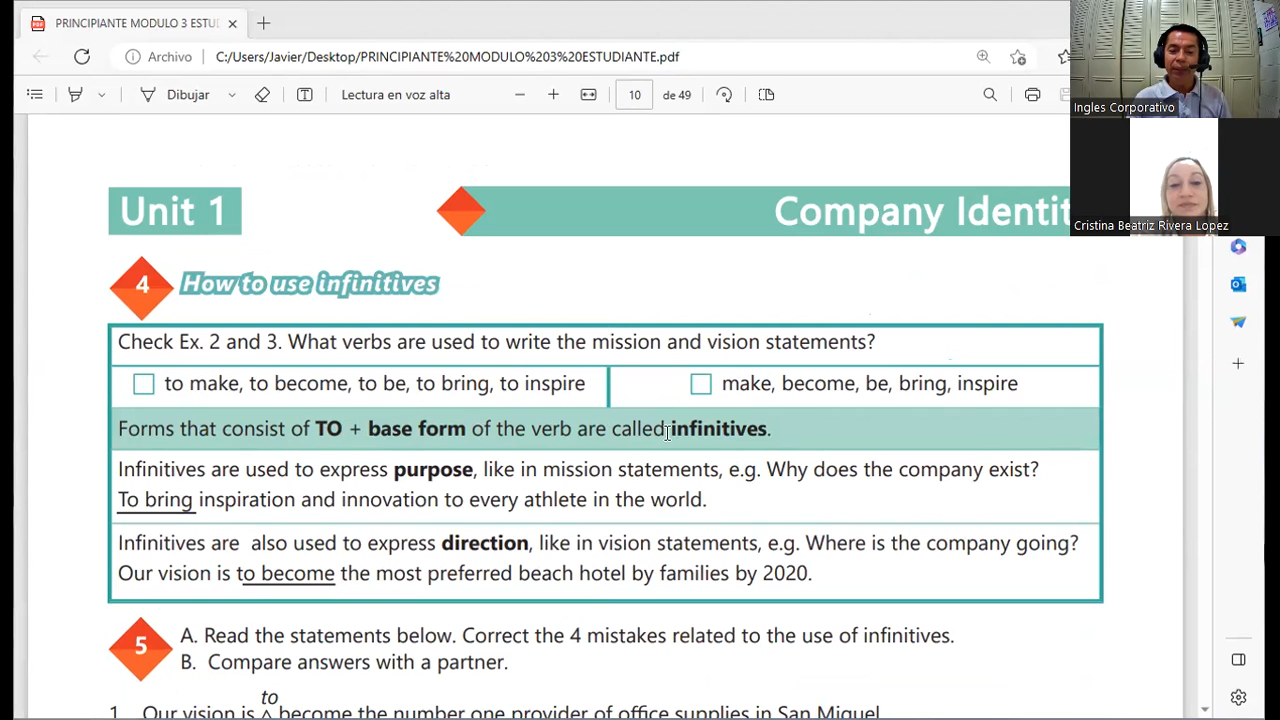 PRINCIPIANTE MODULO 3 ESTU
Archivo
C:/Users/Javier/Desktop/PRINCIPIANTE%20MODULO%203%20ESTUDIANTE.pdf
Dibujar
Lectura en voz alta
10
de 49
Ingles Corporativo
Cristina Beatriz Rivera Lopez
Unit 1
Company Identit
4
How to use infinitives
Check Ex. 2 and 3. What verbs are used to write the mission and vision statements?
to make, to become, to be, to bring, to inspire
make, become, be, bring, inspire
Forms that consist of TO + base form of the verb are called infinitives.
Infinitives are used to express purpose, like in mission statements, e.g. Why does the company exist?
To bring inspiration and innovation to every athlete in the world.
Infinitives are also used to express direction, like in vision statements, e.g. Where is the company going?
Our vision is to become the most preferred beach hotel by families by 2020.
5
A. Read the statements below. Correct the 4 mistakes related to the use of infinitives.
B. Compare answers with a partner.
to
1. Our vision is ^ become the number one provider of office supplies in San Miguel